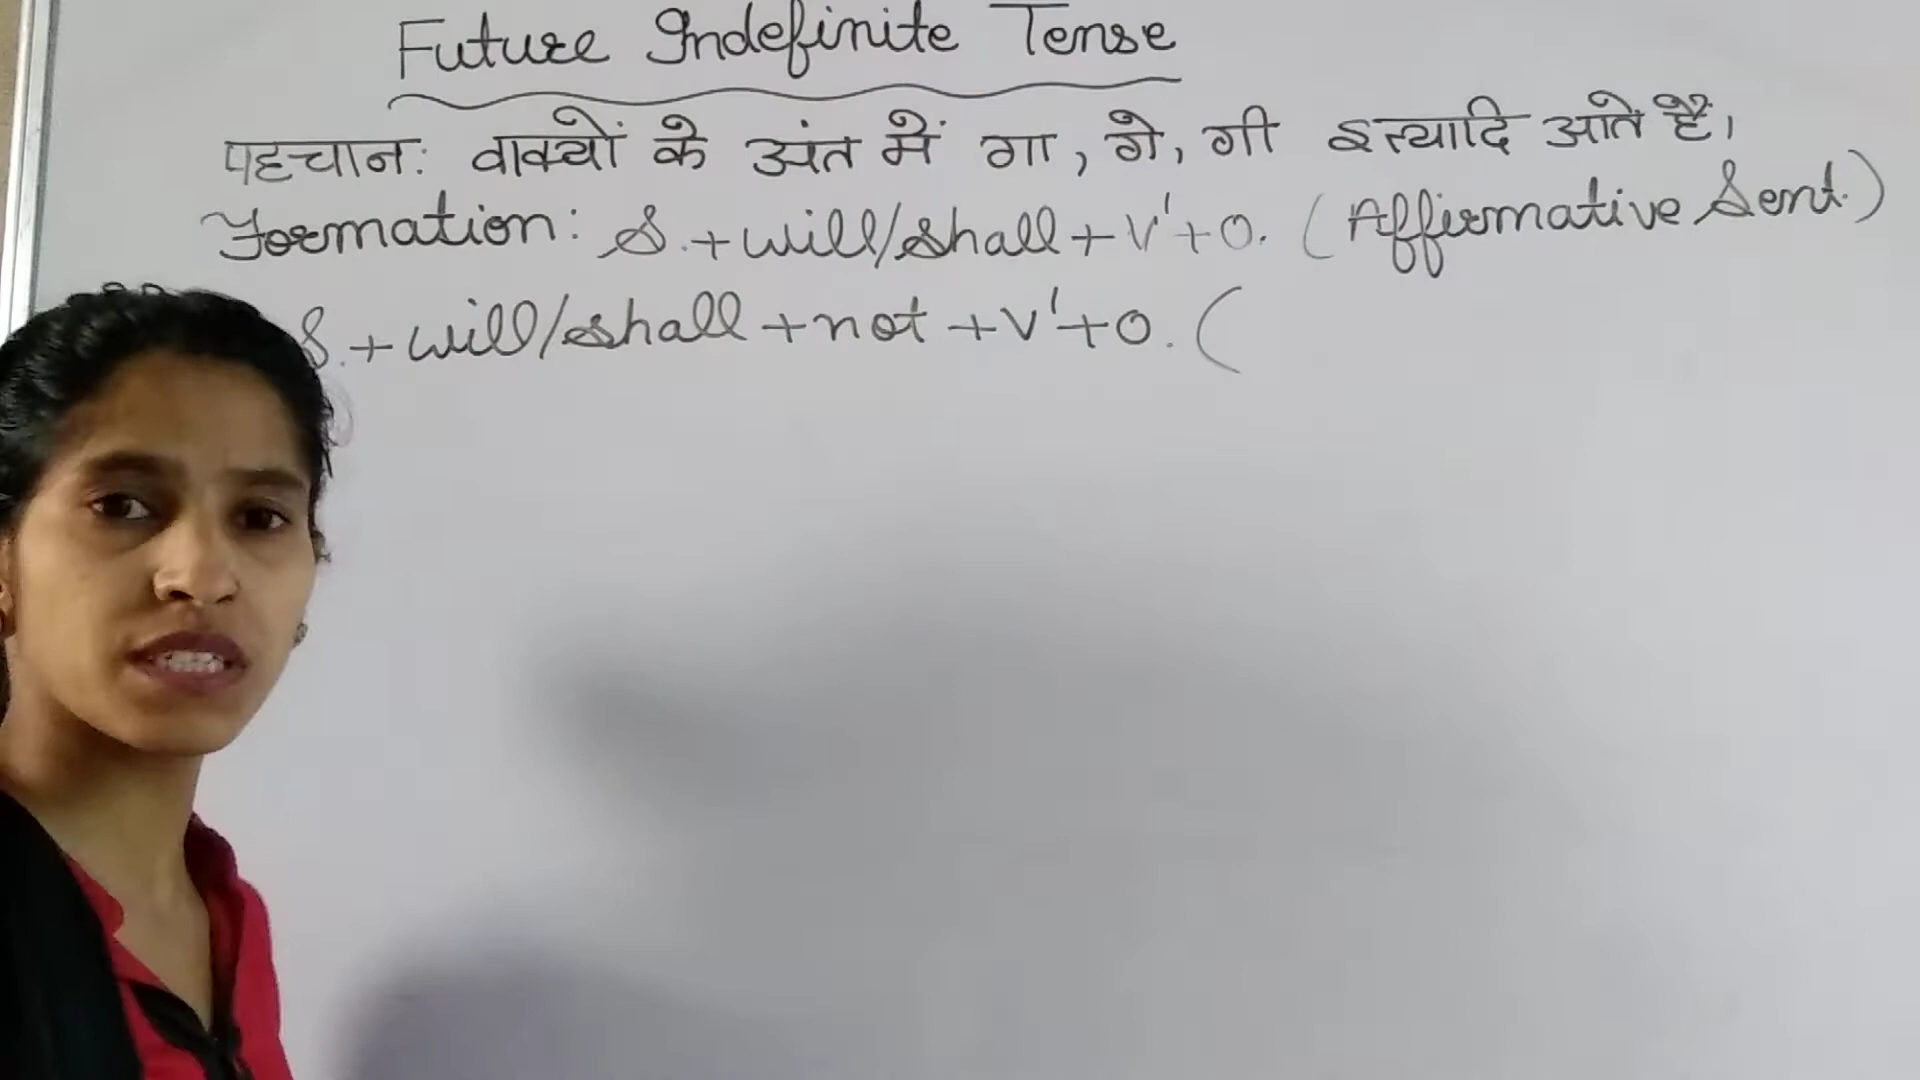 Future Indefinite Tense
पहचान: वाक्यों के अंत में गा, गे, गी इत्यादि आते हैं।
Formation: S.+will/shall+V¹+O. (Affirmative Sent.)
S.+will/shall+not+V¹+O. (